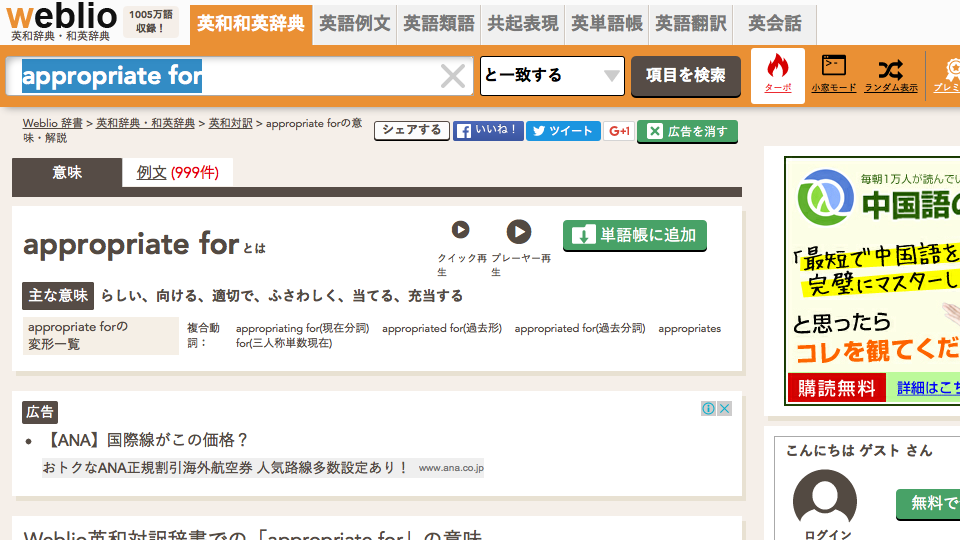 weblio
英和辞典・和英辞典
1005万語
収録！
英和和英辞典
英語例文
英語類語
共起表現
英単語帳
英語翻訳
英会話
appropriate for
と一致する
項目を検索
ターボ
小窓モード
ランダム表示
プレミ
Weblio 辞書 > 英和辞典・和英辞典 > 英和対訳 > appropriate forの意
味・解説
シェアする
いいね！
ツイート
G+1
広告を消す
意味
例文 (999件)
appropriate forとは
クイック再
生
プレーヤー再
生
単語帳に追加
主な意味 らしい、向ける、適切で、ふさわしく、当てる、充当する
appropriate forの
変形一覧
複合動
詞：
appropriating for(現在分詞) appropriated for(過去形) appropriated for(過去分詞) appropriates
for(三人称単数現在)
広告
• 【ANA】国際線がこの価格？
おトクなANA正規割引海外航空券 人気路線多数設定あり！ www.ana.co.jp
Weblio英和対訳辞書での「appropriate for」の意味
毎朝1万人が読んでい
中国語の
「最短で中国語を
完璧にマスターし
と思ったら
コレを観てくだ
購読無料
詳細はこち
こんにちは ゲスト さん
ログイン
無料で